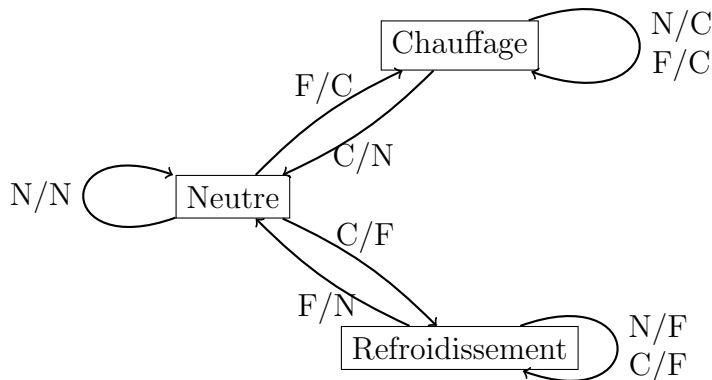 Chauffage
N/C
F/C
F/C
C/N
N/N
Neutre
C/F
F/N
Refroidissement
N/F
C/F